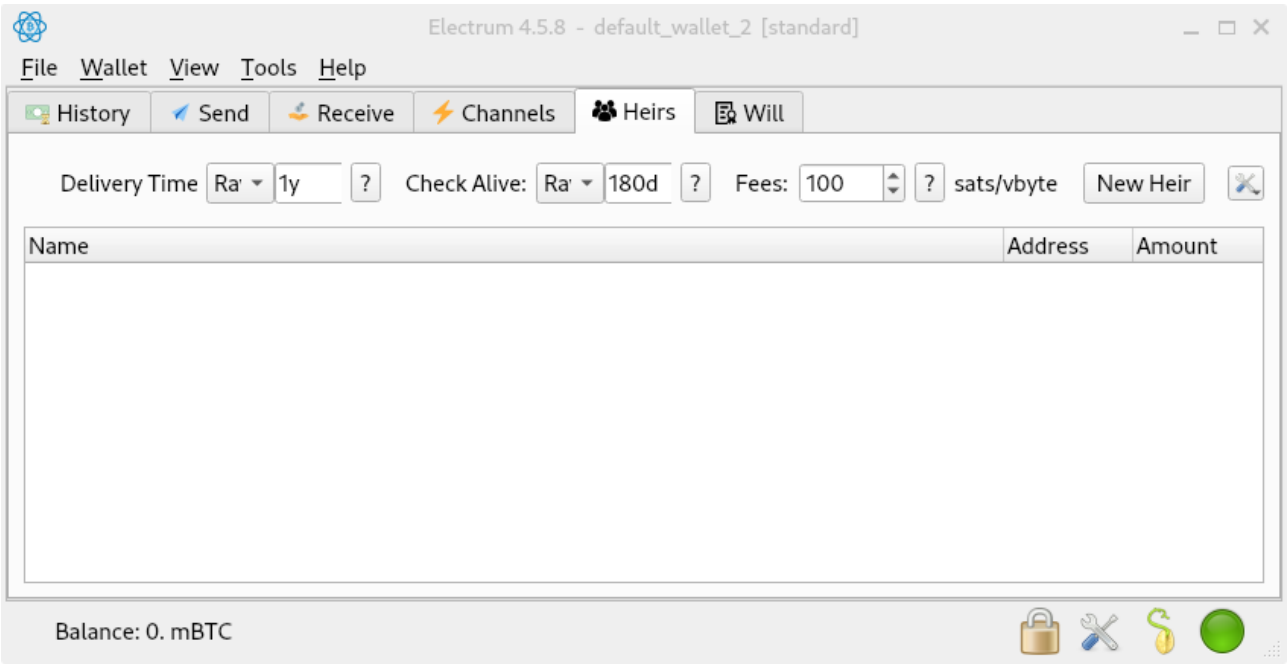 Electrum 4.5.8 - default_wallet_2 [standard]
File Wallet View Tools Help
History Send Receive Channels Heirs Will
Delivery Time Ra 1y ? Check Alive: Ra 180d ? Fees: 100 ? sats/vbyte New Heir
Name Address Amount
Balance: 0. mBTC